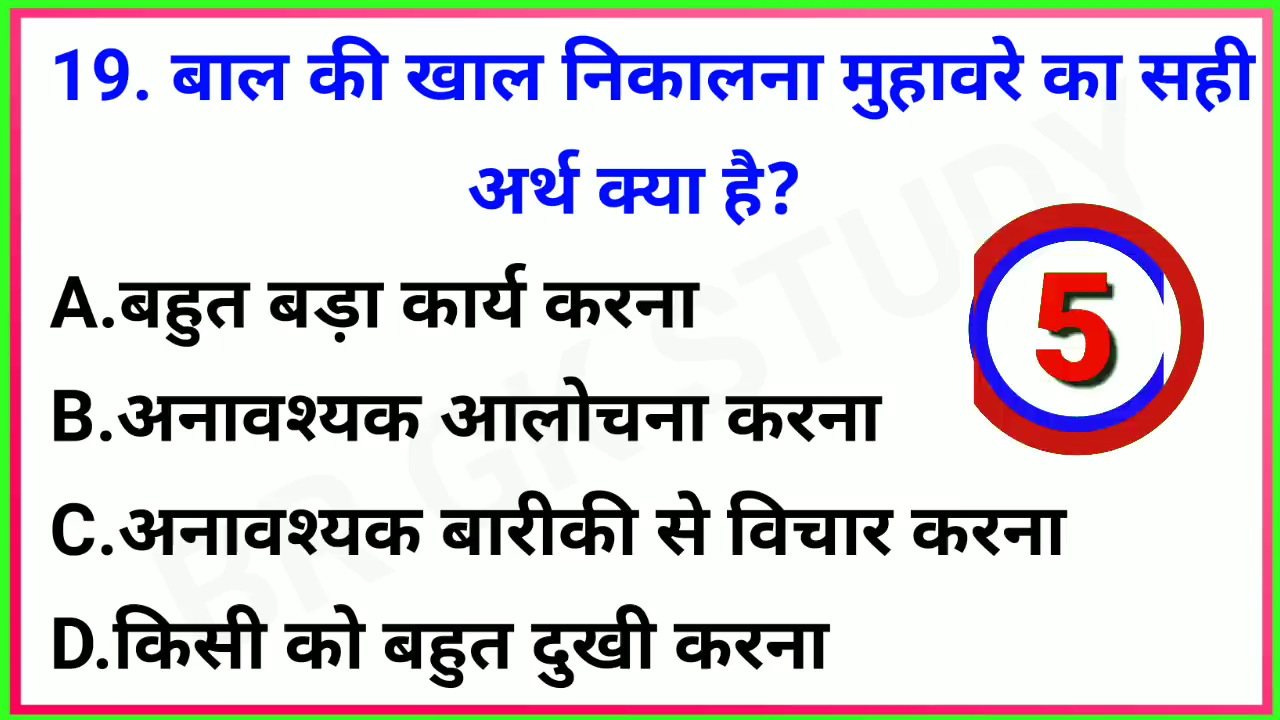 19. बाल की खाल निकालना मुहावरे का सही
अर्थ क्या है?
A.बहुत बड़ा कार्य करना
B.अनावश्यक आलोचना करना
C.अनावश्यक बारीकी से विचार करना
D.किसी को बहुत दुखी करना
5
BR GK STUDY